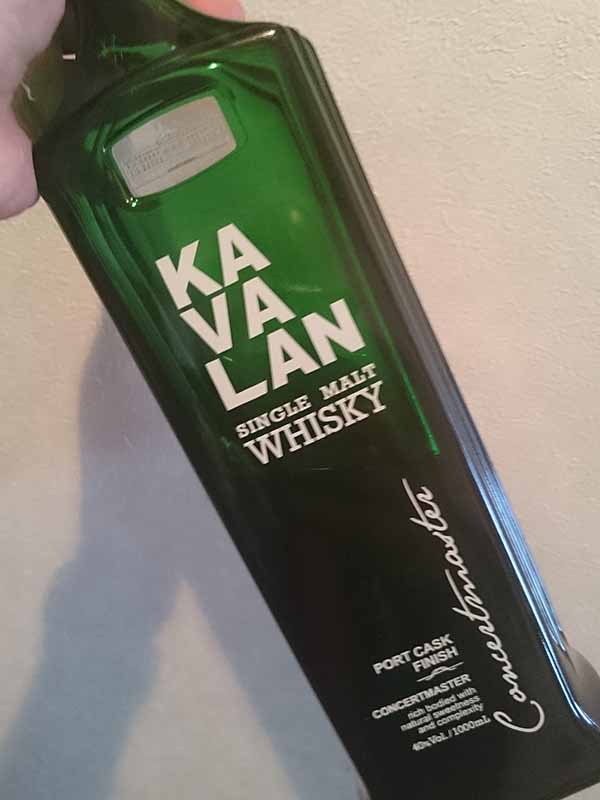 KA
VA
LAN
SINGLE MALT
WHISKY
Concertmaster
PORT CASK
FINISH
CONCERTMASTER
rich bodied with
natural sweetness
and complexity
40%Vol./1000mL